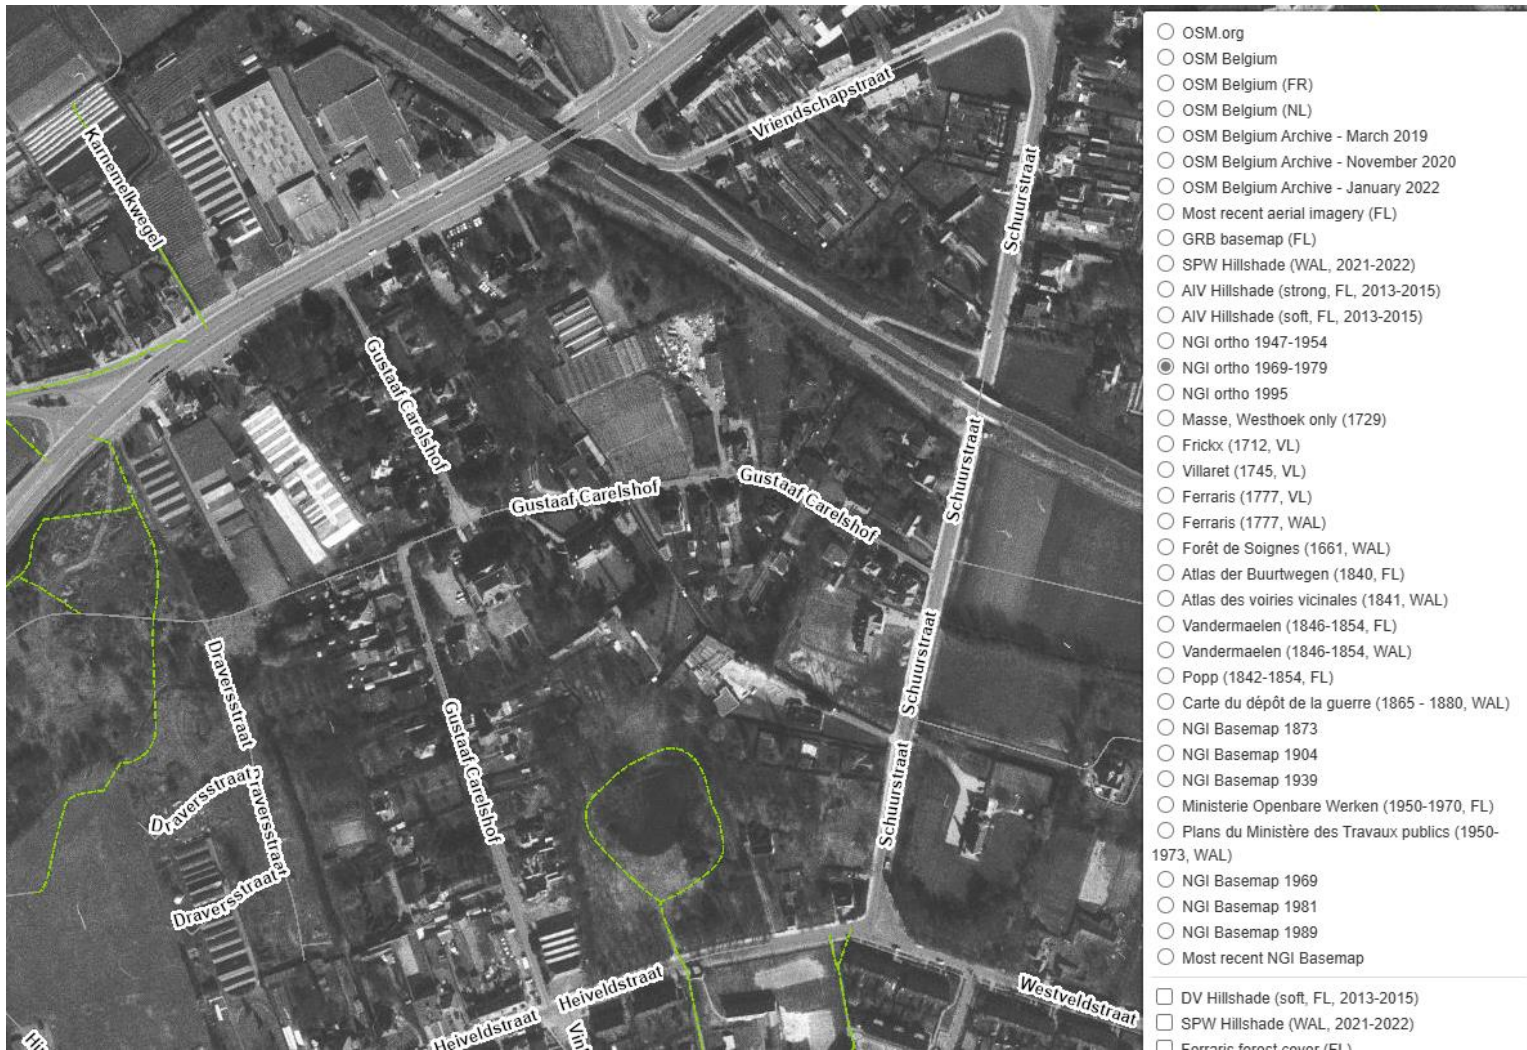 Karnemelkwegel
Vriendschapstraat
Schuurstraat
Gustaaf Carelshof
Gustaaf Carelshof
Gustaaf Carelshof
Schuurstraat
Schuurstraat
Draversstraat
Gustaaf Carelshof
Schuurstraat
Draversstraat
Draversstraat
Draversstraat
Heiveldstraat
Westveldstraat
Heiveldstraat
OSM.org
OSM Belgium
OSM Belgium (FR)
OSM Belgium (NL)
OSM Belgium Archive - March 2019
OSM Belgium Archive - November 2020
OSM Belgium Archive - January 2022
Most recent aerial imagery (FL)
GRB basemap (FL)
SPW Hillshade (WAL, 2021-2022)
AIV Hillshade (strong, FL, 2013-2015)
AIV Hillshade (soft, FL, 2013-2015)
NGI ortho 1947-1954
NGI ortho 1969-1979
NGI ortho 1995
Masse, Westhoek only (1729)
Frickx (1712, VL)
Villaret (1745, VL)
Ferraris (1777, VL)
Ferraris (1777, WAL)
Forêt de Soignes (1661, WAL)
Atlas der Buurtwegen (1840, FL)
Atlas des voiries vicinales (1841, WAL)
Vandermaelen (1846-1854, FL)
Vandermaelen (1846-1854, WAL)
Popp (1842-1854, FL)
Carte du dépôt de la guerre (1865 - 1880, WAL)
NGI Basemap 1873
NGI Basemap 1904
NGI Basemap 1939
Ministerie Openbare Werken (1950-1970, FL)
Plans du Ministère des Travaux publics (1950-
1973, WAL)
NGI Basemap 1969
NGI Basemap 1981
NGI Basemap 1989
Most recent NGI Basemap
DV Hillshade (soft, FL, 2013-2015)
SPW Hillshade (WAL, 2021-2022)
Ferraris forest cover (FL)